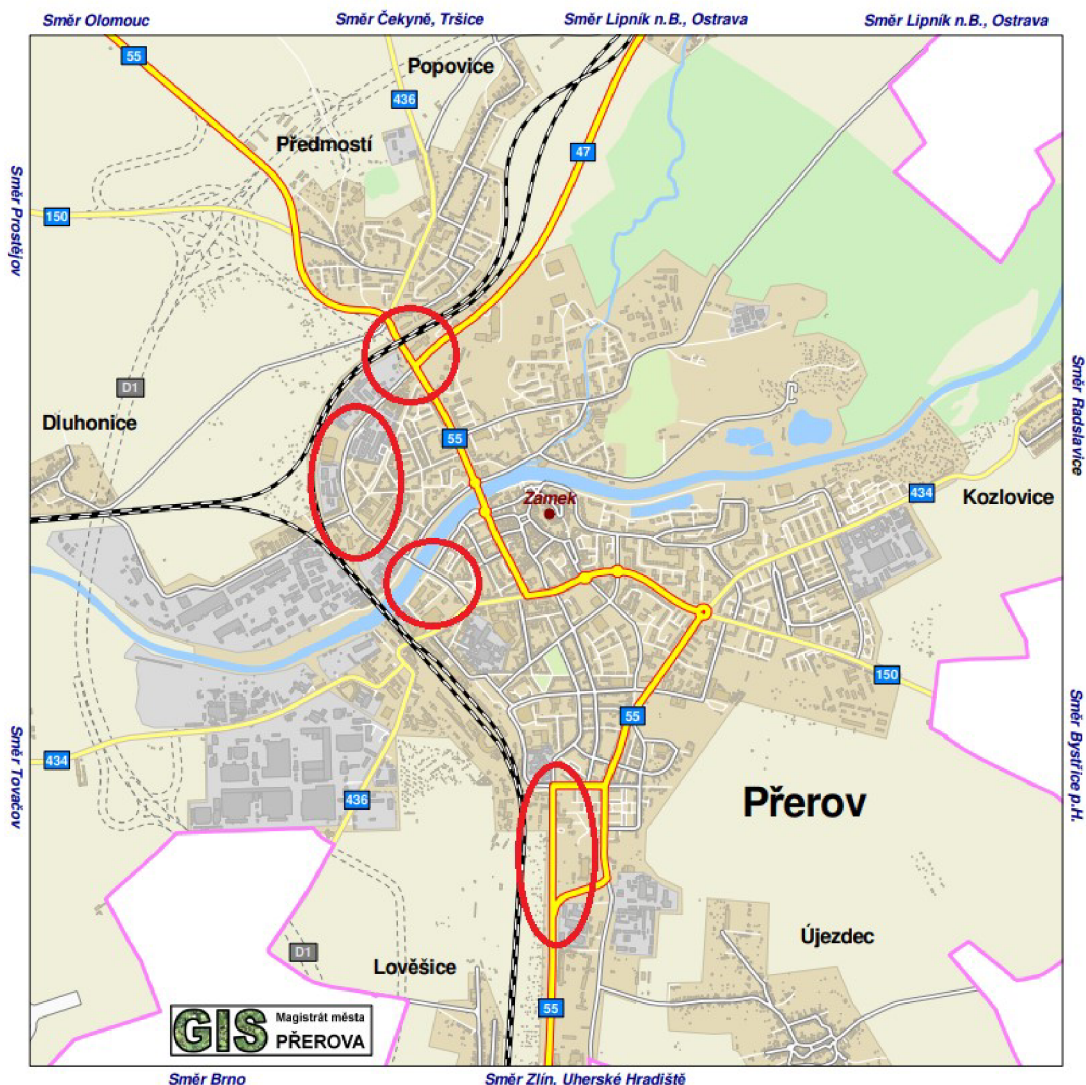 Směr Olomouc
Směr Čekyně, Tršice
Směr Lipník n.B., Ostrava
Směr Lipník n.B., Ostrava
55
Popovice
436
Předmostí
47
Směr Prostějov
150
D1
Směr Radslavice
Dluhonice
55
Zámek
434
Kozlovice
150
Směr Bystřice p.H.
55
Směr Tovačov
434
436
Přerov
Újezdec
D1
Lověšice
55
GIS
Magistrát města
PŘEROVA
Směr Brno
Směr Zlín, Uherské Hradiště